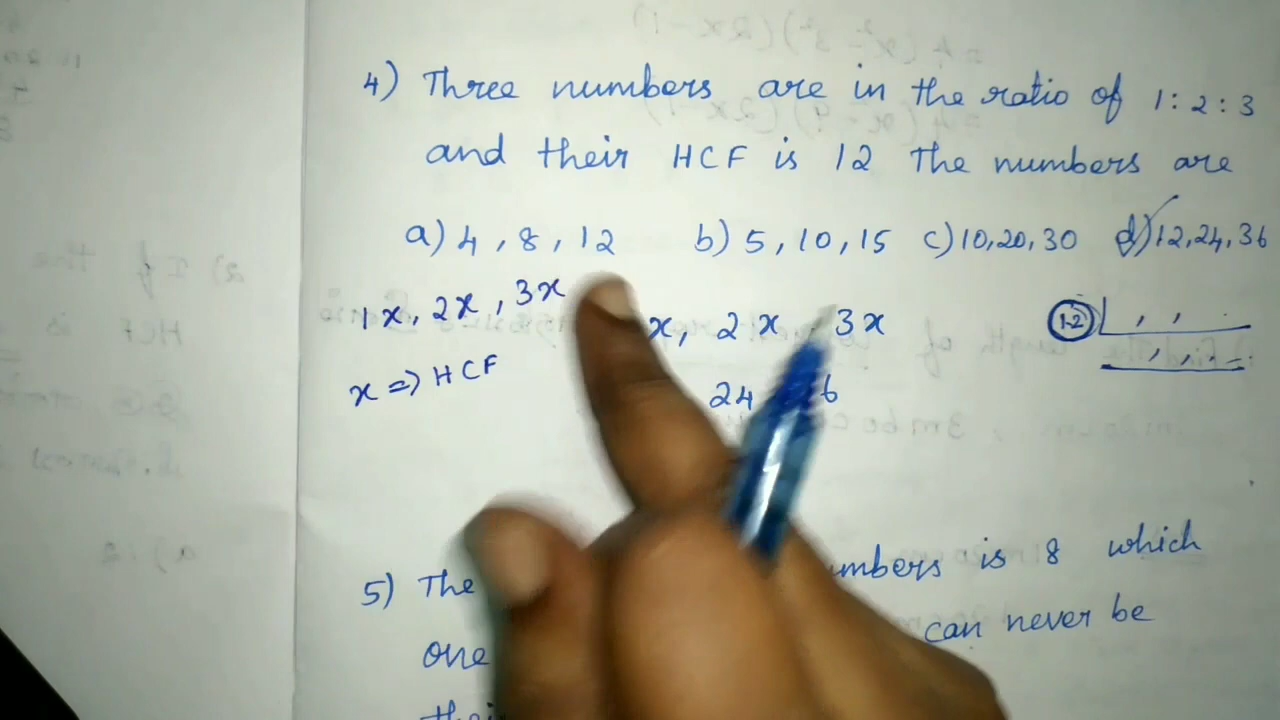 4) Three numbers are in the ratio of 1 : 2 : 3
and their HCF is 12 The numbers are
a) 4 , 8 , 12 b) 5 , 10 , 15 c) 10,20,30 d) 12,24,36
1x, 2x , 3x
x, 2x 3x
12
x => HCF
24 6
5) The umbers is 8 which
one can never be